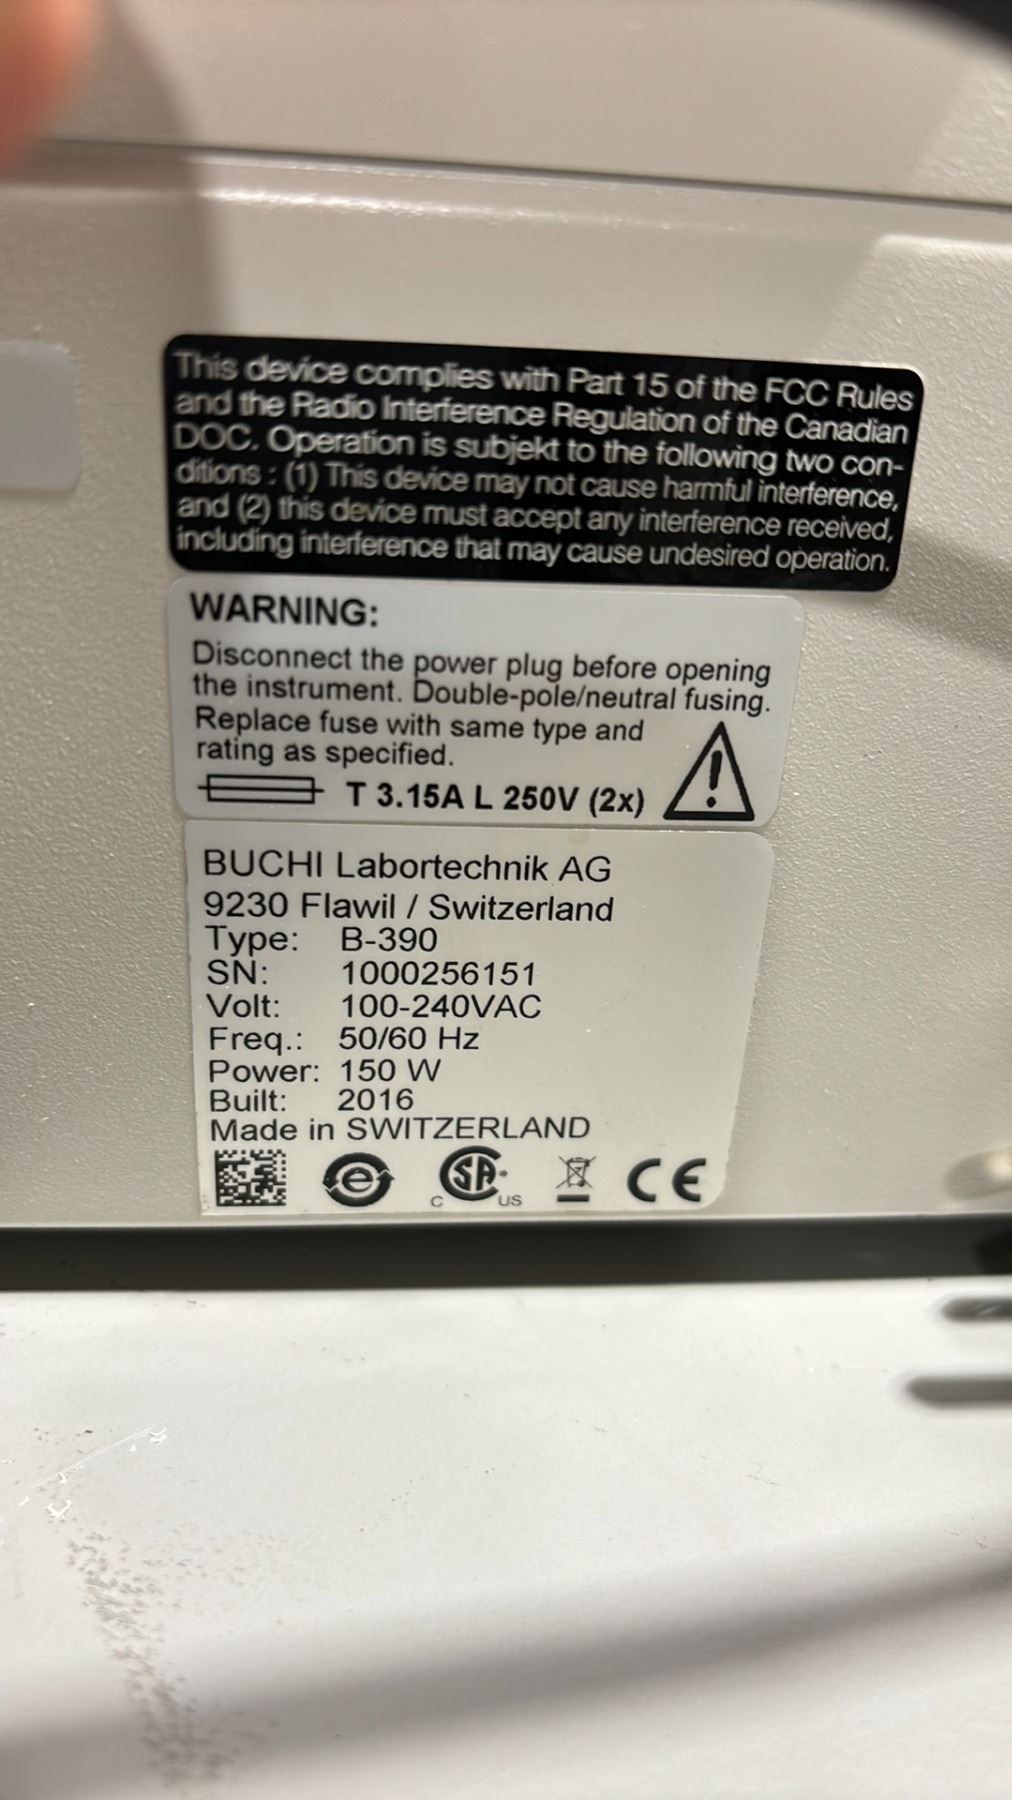 This device complies with Part 15 of the FCC Rules
and the Radio Interference Regulation of the Canadian
DOC. Operation is subjekt to the following two con-
ditions : (1) This device may not cause harmful interference,
and (2) this device must accept any interference received,
including interference that may cause undesired operation.
WARNING:
Disconnect the power plug before opening
the instrument. Double-pole/neutral fusing.
Replace fuse with same type and
rating as specified.
T 3.15A L 250V (2x)
BUCHI Labortechnik AG
9230 Flawil / Switzerland
Type: B-390
SN: 1000256151
Volt: 100-240VAC
Freq.: 50/60 Hz
Power: 150 W
Built: 2016
Made in SWITZERLAND
e C SA US CE